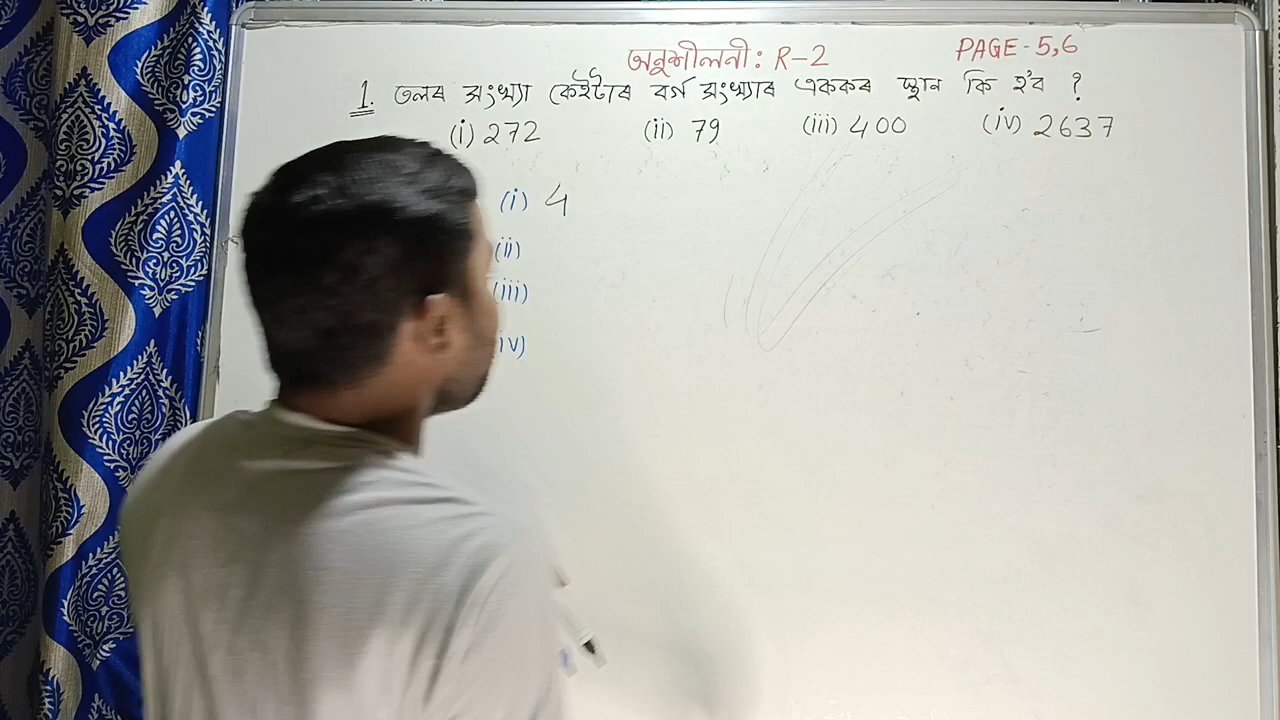 অনুশীলনী: R-2 PAGE-5,6
1. তলৰ সংখ্যা কেইটাৰ বৰ্গ সংখ্যাৰ এককৰ স্থান কি হ'ব ?
(i) 272 (ii) 79 (iii) 400 (iv) 2637
(i) 4
(ii)
(iii)
iv)